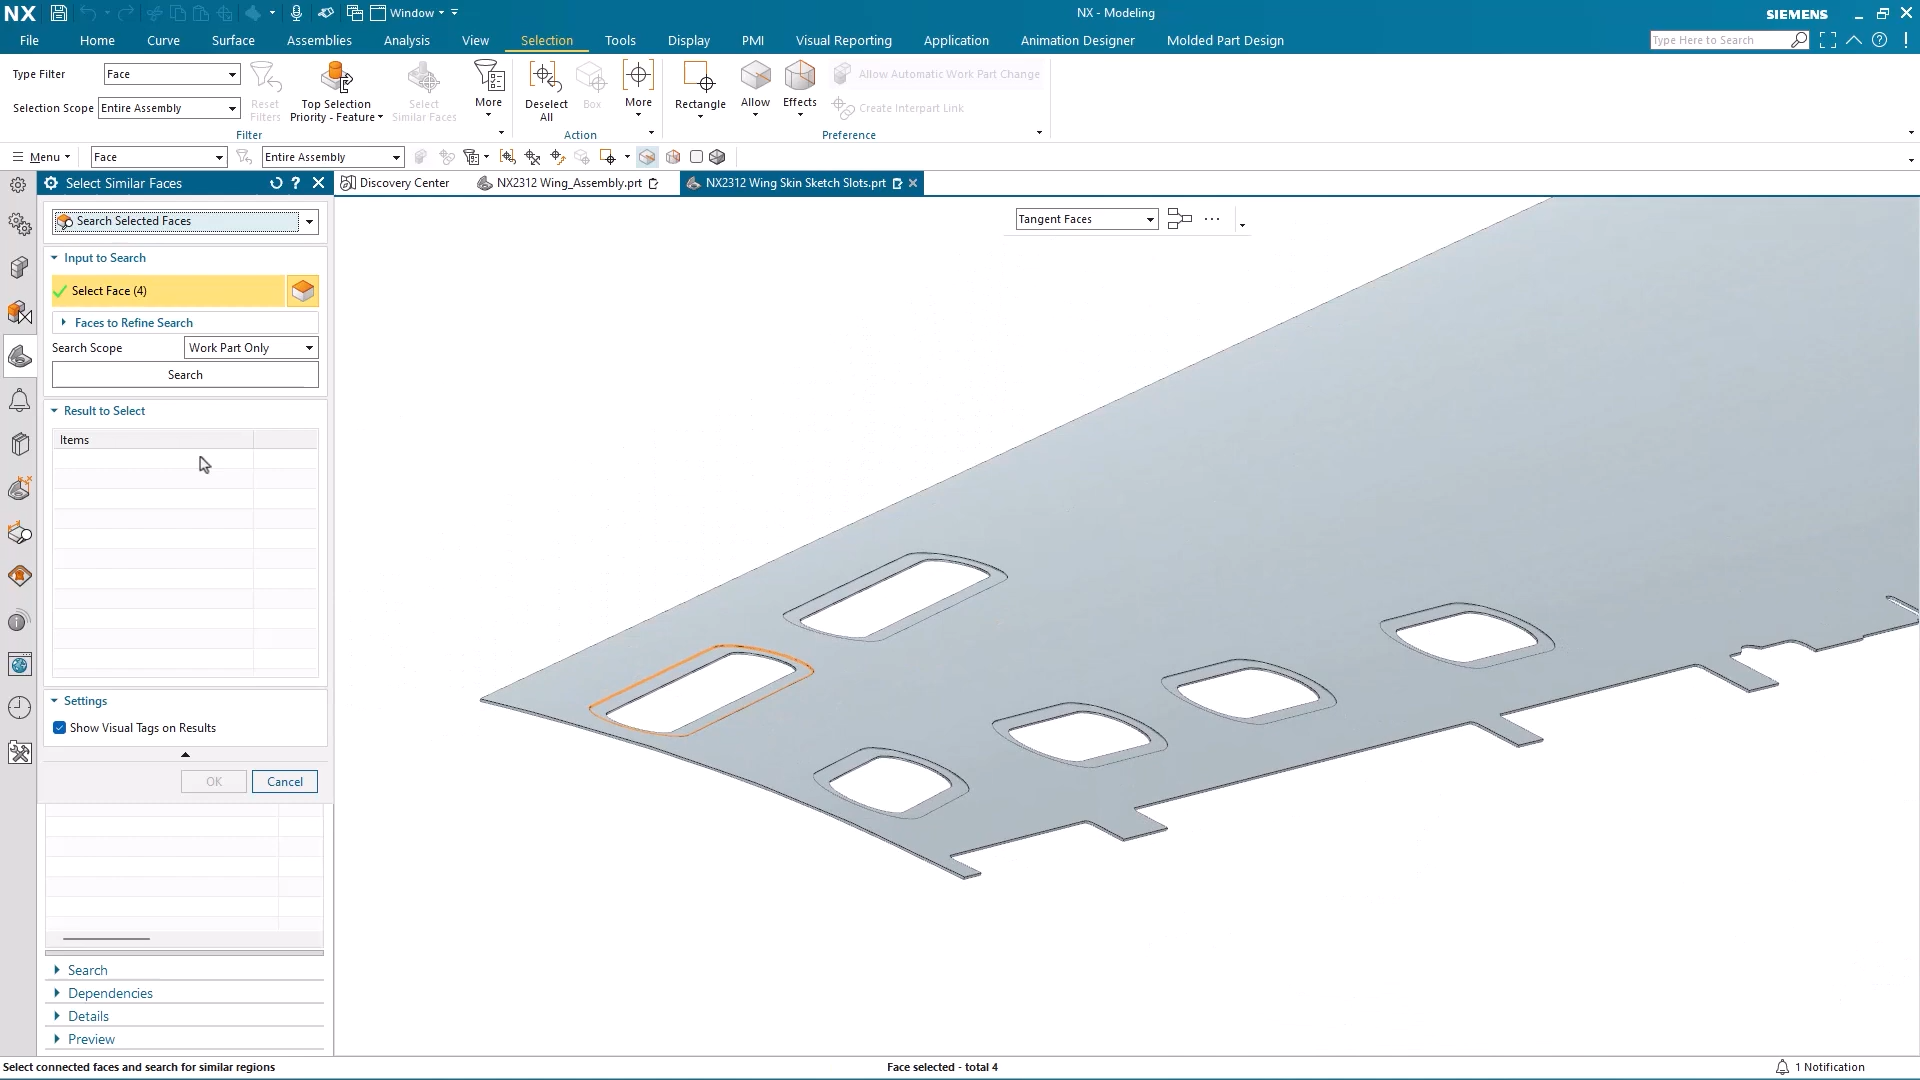 NX
Window
NX - Modeling
SIEMENS
File
Home
Curve
Surface
Assemblies
Analysis
View
Selection
Tools
Display
PMI
Visual Reporting
Application
Animation Designer
Molded Part Design
Type Here to Search
Type Filter
Face
Selection Scope
Entire Assembly
Reset
Filters
Top Selection
Priority - Feature
Select
Similar Faces
More
Filter
Deselect
All
Box
More
Action
Rectangle
Allow
Effects
Allow Automatic Work Part Change
Create Interpart Link
Preference
Menu
Face
Entire Assembly
Select Similar Faces
Discovery Center
NX2312 Wing_Assembly.prt
NX2312 Wing Skin Sketch Slots.prt
Search Selected Faces
Tangent Faces
Input to Search
Select Face (4)
Faces to Refine Search
Search Scope
Work Part Only
Search
Result to Select
Items
Settings
Show Visual Tags on Results
OK
Cancel
Search
Dependencies
Details
Preview
Select connected faces and search for similar regions
Face selected - total 4
1 Notification